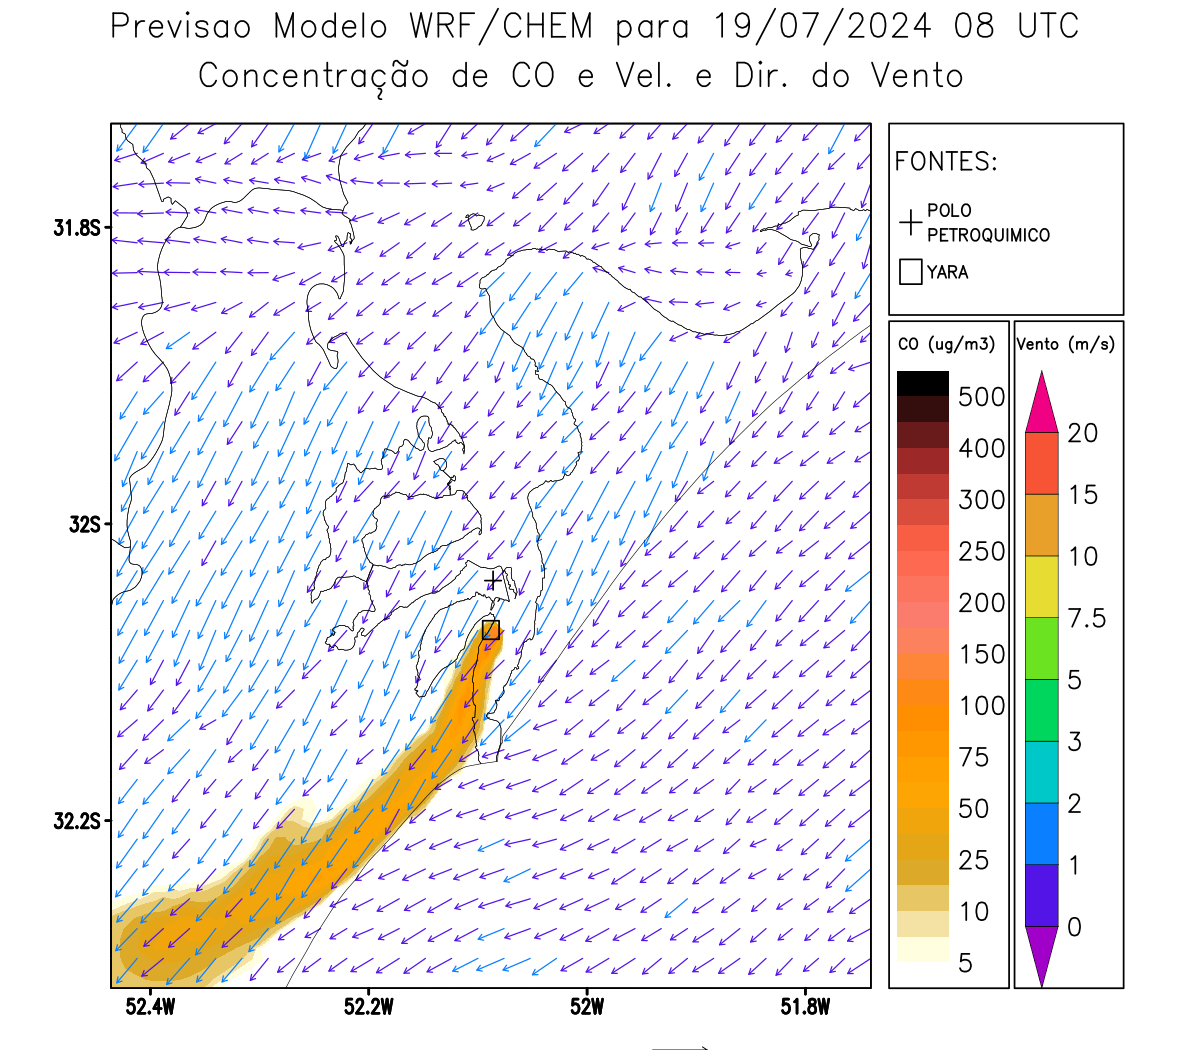 Previsao Modelo WRF/CHEM para 19/07/2024 08 UTC
Concentração de CO e Vel. e Dir. do Vento
FONTES:
POLO
PETROQUIMICO
YARA
CO (ug/m3)
500
400
300
250
200
150
100
75
50
25
10
5
Vento (m/s)
20
15
10
7.5
5
3
2
1
0
31.8S
32S
32.2S
52.4W
52.2W
52W
51.8W